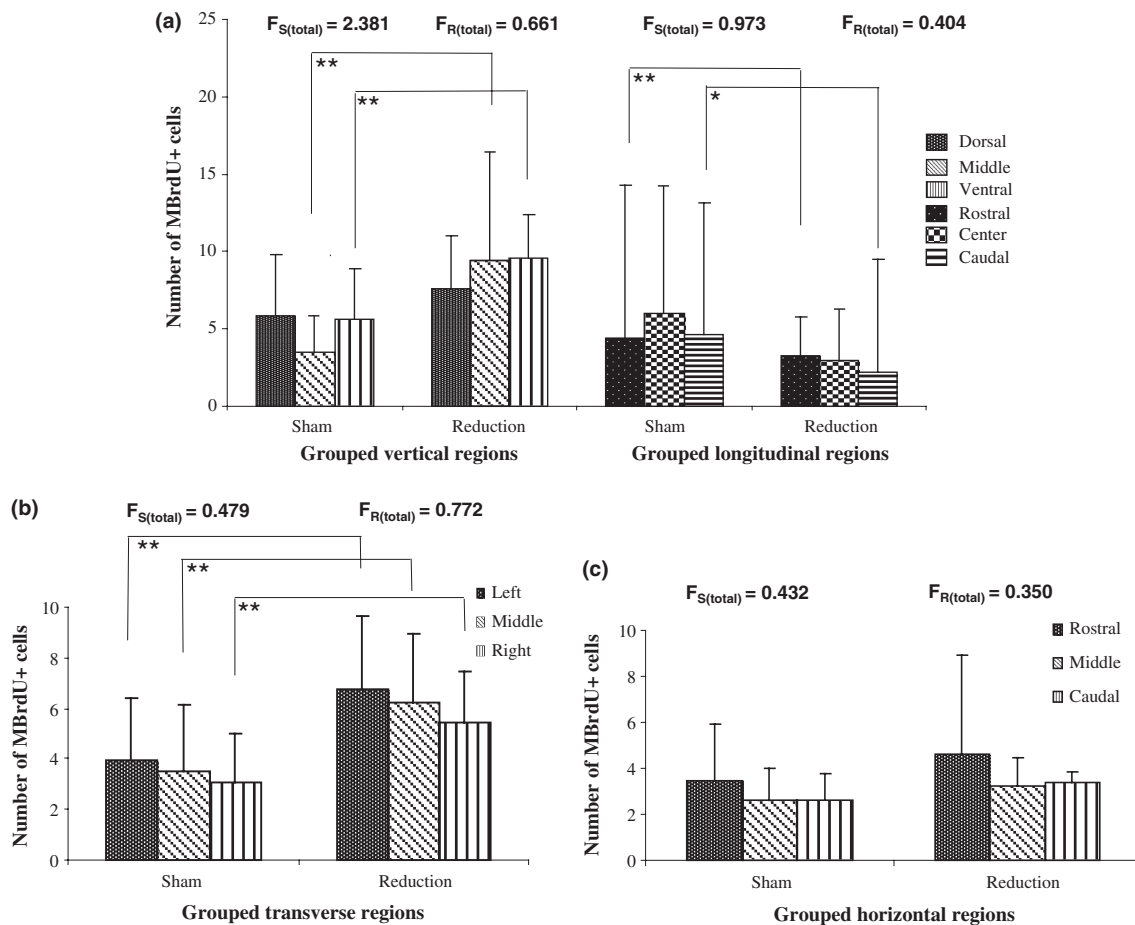 (a)
F_S(total) = 2.381 F_R(total) = 0.661 F_S(total) = 0.973 F_R(total) = 0.404
** ** ** *
Number of MBrdU+ cells
25
20
15
10
5
0
Dorsal
Middle
Ventral
Rostral
Center
Caudal
Sham Reduction Sham Reduction
Grouped vertical regions Grouped longitudinal regions
(b)
F_S(total) = 0.479 F_R(total) = 0.772
** ** **
Number of MBrdU+ cells
10
8
6
4
2
0
Left
Middle
Right
Sham Reduction
Grouped transverse regions
(c)
F_S(total) = 0.432 F_R(total) = 0.350
Number of MBrdU+ cells
10
8
6
4
2
0
Rostral
Middle
Caudal
Sham Reduction
Grouped horizontal regions